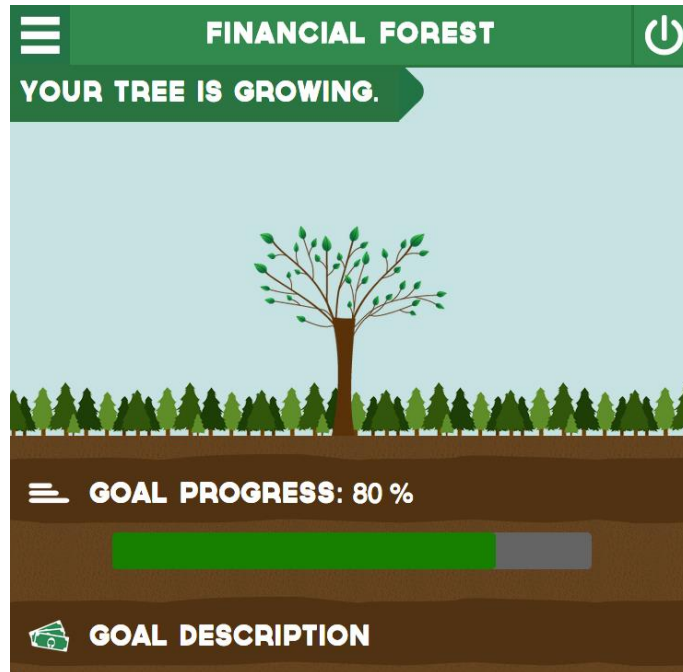 FINANCIAL FOREST
YOUR TREE IS GROWING.
GOAL PROGRESS: 80 %
GOAL DESCRIPTION